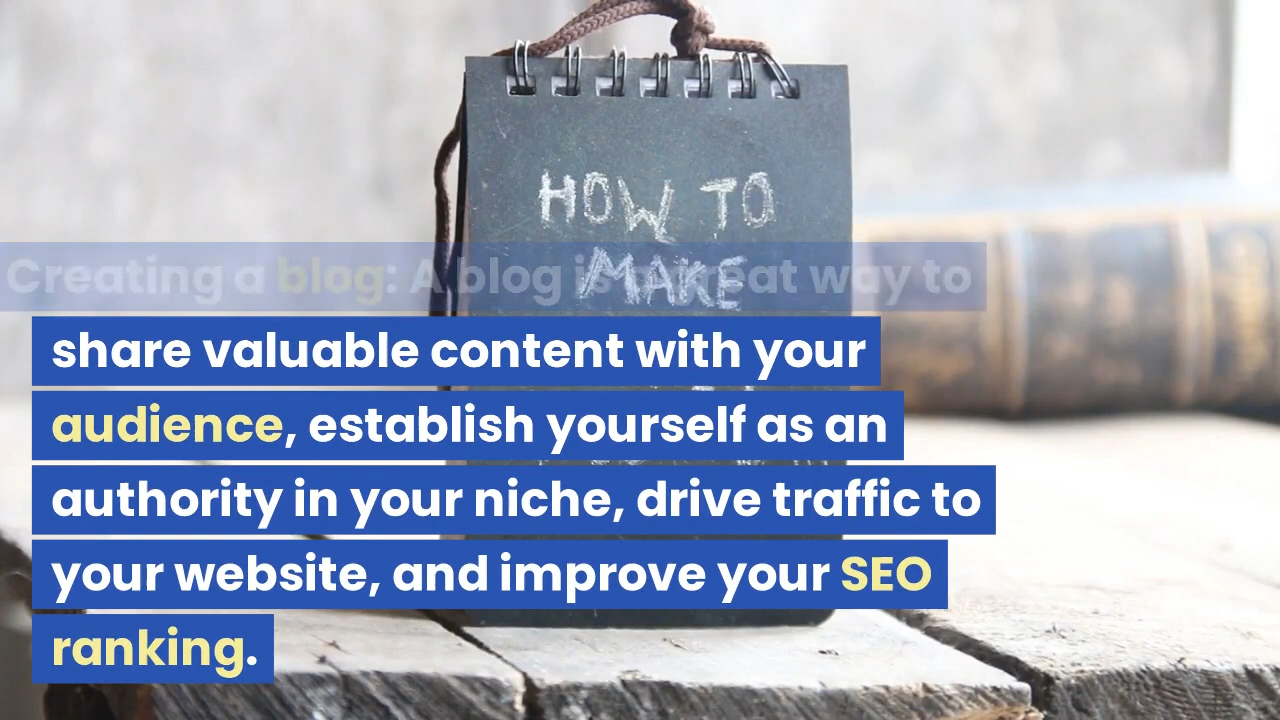 HOW TO
MAKE
Creating a blog: A blog is a great way to
share valuable content with your
audience, establish yourself as an
authority in your niche, drive traffic to
your website, and improve your SEO
ranking.